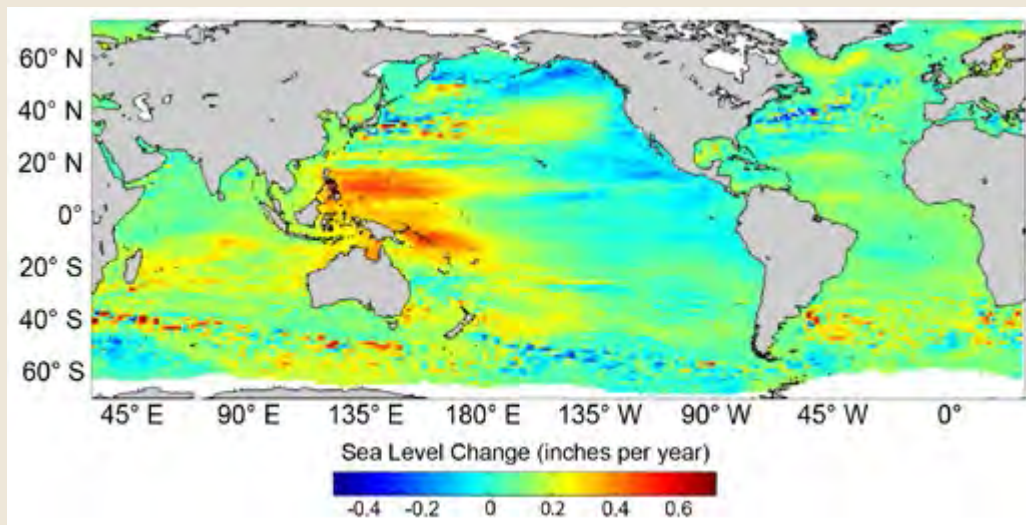 60° N
40° N
20° N
0°
20° S
40° S
60° S
45° E 90° E 135° E 180° E 135° W 90° W 45° W 0°
Sea Level Change (inches per year)
-0.4 -0.2 0 0.2 0.4 0.6